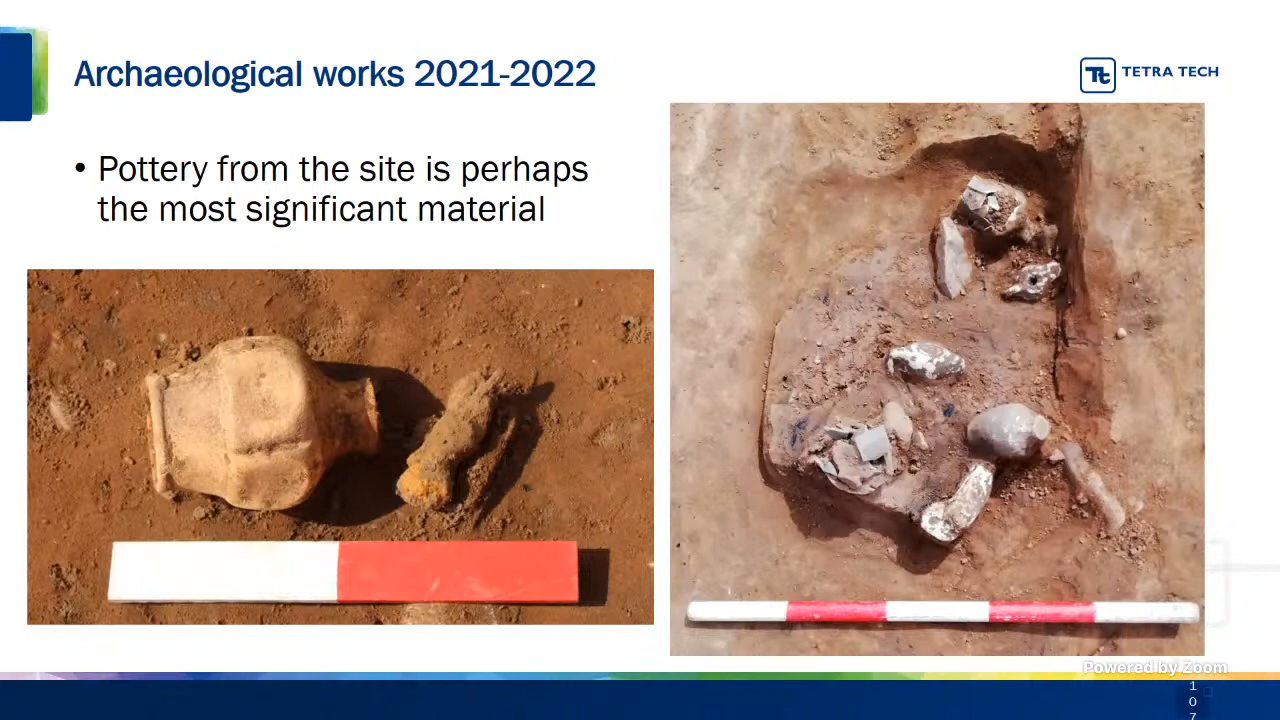 Archaeological works 2021-2022
TETRA TECH
• Pottery from the site is perhaps
the most significant material
Powered by Zoom
1
0
7